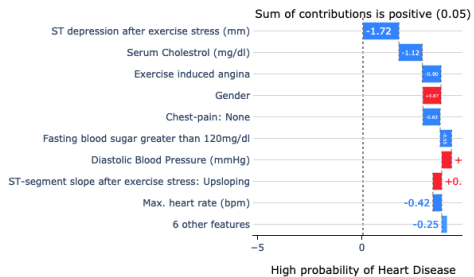 Sum of contributions is positive (0.05)
ST depression after exercise stress (mm)
-1.72
Serum Cholestrol (mg/dl)
-1.12
Exercise induced angina
-0.90
Gender
+0.87
Chest-pain: None
-0.83
Fasting blood sugar greater than 120mg/dl
Diastolic Blood Pressure (mmHg)
+
ST-segment slope after exercise stress: Upsloping
+0.
Max. heart rate (bpm)
-0.42
6 other features
-0.25
−5
0
High probability of Heart Disease